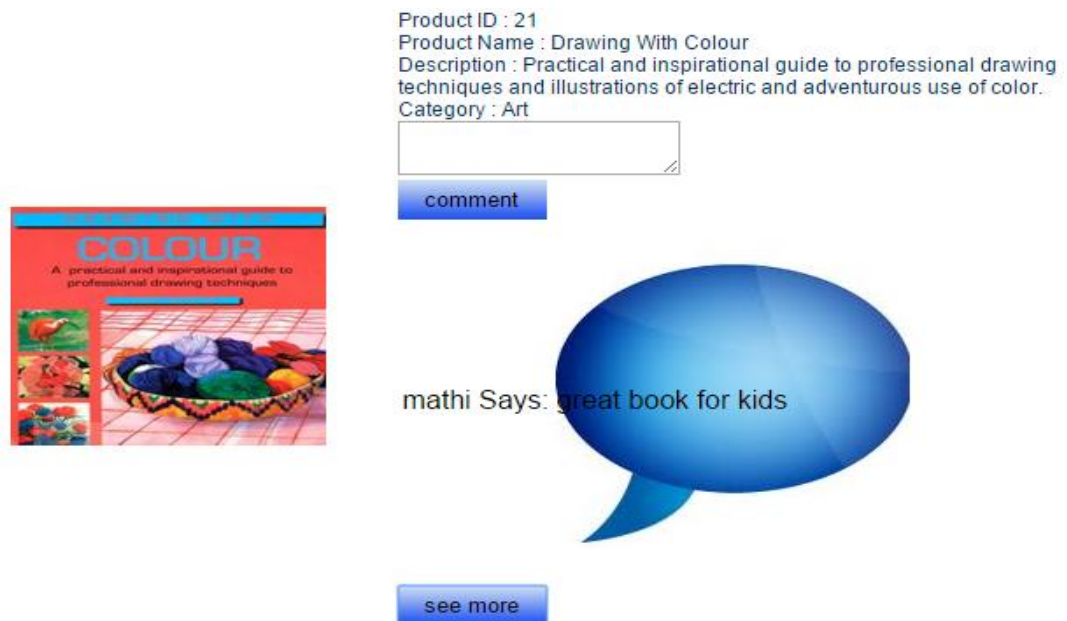 Product ID : 21
Product Name : Drawing With Colour
Description : Practical and inspirational guide to professional drawing
techniques and illustrations of electric and adventurous use of color.
Category : Art
comment
COLOUR
A practical and inspirational guide to
professional drawing techniques
mathi Says: great book for kids
see more